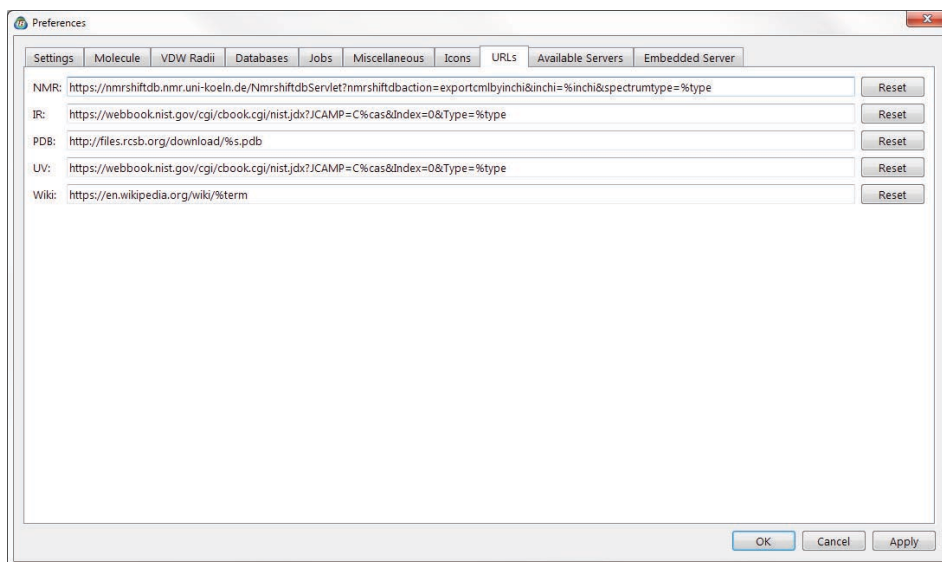 Preferences
Settings Molecule VDW Radii Databases Jobs Miscellaneous Icons URLs Available Servers Embedded Server
NMR: https://nmrshiftdb.nmr.uni-koeln.de/NmrshiftdbServlet?nmrshiftdbaction=exportcmlbyinchi&inchi=%inchi&spectrumtype=%type Reset
IR: https://webbook.nist.gov/cgi/cbook.cgi/nist.jdx?JCAMP=C%cas&Index=0&Type=%type Reset
PDB: http://files.rcsb.org/download/%s.pdb Reset
UV: https://webbook.nist.gov/cgi/cbook.cgi/nist.jdx?JCAMP=C%cas&Index=0&Type=%type Reset
Wiki: https://en.wikipedia.org/wiki/%term Reset
OK Cancel Apply